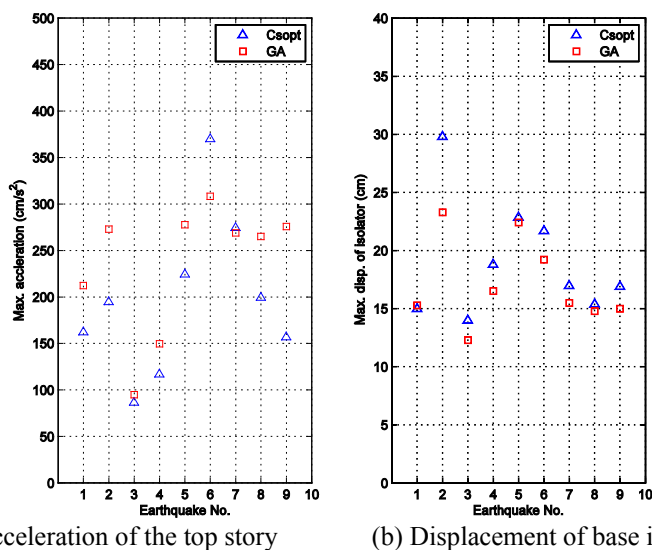 500
450
400
350
300
250
200
150
100
50
0
Max. accleration (cm/s²)
1 2 3 4 5 6 7 8 9 10
Earthquake No.
Csopt
GA
40
35
30
25
20
15
10
5
0
Max. disp. of isolator (cm)
1 2 3 4 5 6 7 8 9 10
Earthquake No.
Csopt
GA
cceleration of the top story
(b) Displacement of base i